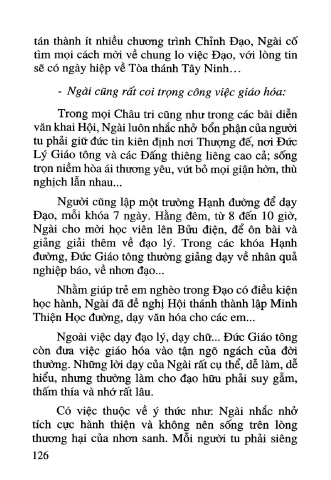 tán thành ít nhiều chương trình Chỉnh Đạo, Ngài cố
tìm mọi cách mời về chung lo việc Đạo, với lòng tin
sẽ có ngày hiệp về Tòa thánh Tây Ninh…
- Ngài cũng rất coi trọng công việc giáo hóa:
Trong mọi Châu tri cũng như trong các bài diễn
văn khai Hội, Ngài luôn nhắc nhở bổn phận của người
tu phải giữ đức tin kiên định nơi Thượng đế, nơi Đức
Lý Giáo tông và các Đấng thiêng liêng cao cả; sống
trọn niềm hòa ái thương yêu, vứt bỏ mọi giận hờn, thù
nghịch lẫn nhau...
Người cũng lập một trường Hạnh đường để dạy
Đạo, mỗi khóa 7 ngày. Hằng đêm, từ 8 đến 10 giờ,
Ngài cho mời học viên lên Bửu điện, để ôn bài và
giảng giải thêm về đạo lý. Trong các khóa Hạnh
đường, Đức Giáo tông thường giảng dạy về nhân quả
nghiệp báo, về nhơn đạo...
Nhằm giúp trẻ em nghèo trong Đạo có điều kiện
học hành, Ngài đã đề nghị Hội thánh thành lập Minh
Thiện Học đường, dạy văn hóa cho các em...
Ngoài việc dạy đạo lý, dạy chữ... Đức Giáo tông
còn đưa việc giáo hóa vào tận ngõ ngách của đời
thường. Những lời dạy của Ngài rất cụ thể, dễ làm, dễ
hiểu, nhưng thường làm cho đạo hữu phải suy gẫm,
thấm thía và nhớ rất lâu.
Có việc thuộc về ý thức như: Ngài nhắc nhở
tích cực hành thiện và không nên sống trên lòng
thương hại của nhơn sanh. Mỗi người tu phải siêng
126